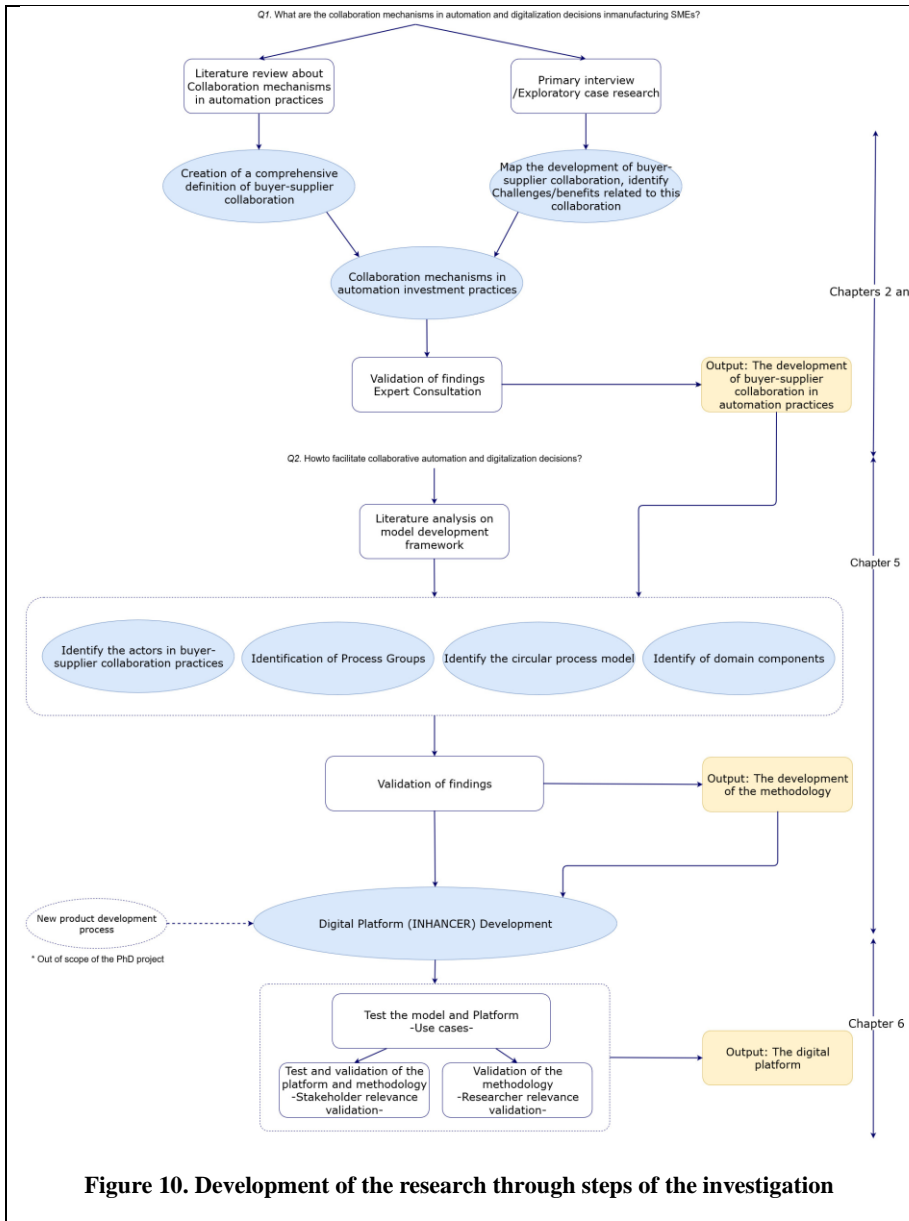 Q1. What are the collaboration mechanisms in automation and digitalization decisions inmanufacturing SMEs?
Literature review about
Collaboration mechanisms
in automation practices
Primary interview
/Exploratory case research
Creation of a comprehensive
definition of buyer-supplier
collaboration
Map the development of buyer-
supplier collaboration, identify
Challenges/benefits related to this
collaboration
Collaboration mechanisms in
automation investment practices
Chapters 2 an
Validation of findings
Expert Consultation
Output: The development
of buyer-supplier
collaboration in
automation practices
Q2. Howto facilitate collaborative automation and digitalization decisions?
Literature analysis on
model development
framework
Chapter 5
Identify the actors in buyer-
supplier collaboration practices
Identification of Process Groups
Identify the circular process model
Identify of domain components
Validation of findings
Output: The development
of the methodology
New product development
process
* Out of scope of the PhD project
Digital Platform (INHANCER) Development
Test the model and Platform
-Use cases-
Test and validation of the
platform and methodology
-Stakeholder relevance
validation-
Validation of the
methodology
-Researcher relevance
validation-
Output: The digital
platform
Chapter 6
Figure 10. Development of the research through steps of the investigation